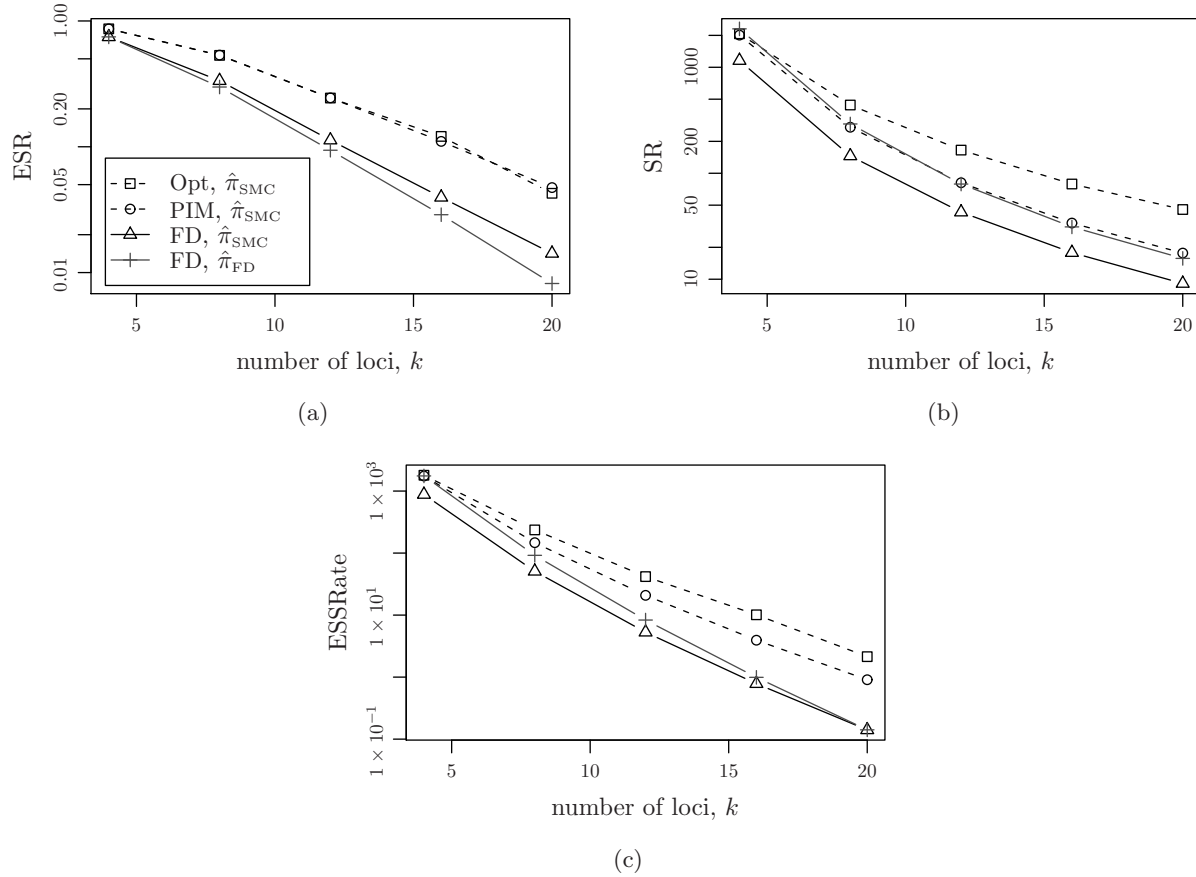 ESR
1.00
0.20
0.05
0.01
Opt, π̂SMC
PIM, π̂SMC
FD, π̂SMC
FD, π̂FD
5
10
15
20
number of loci, k
(a)
SR
1000
200
50
10
5
10
15
20
number of loci, k
(b)
ESSRate
1 × 10³
1 × 10¹
1 × 10⁻¹
5
10
15
20
number of loci, k
(c)